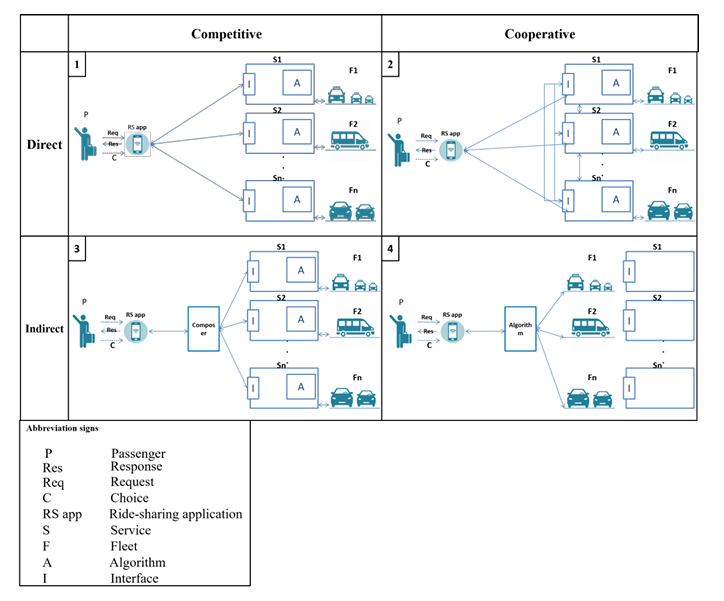 Competitive Cooperative
Direct
1
P
Req
Res
C
RS app
S1
I A
F1
S2
I A
F2
.
.
Sn.
I A
Fn
2
P
Req
Res
C
RS app
S1
I A
F1
S2
I A
F2
.
.
Sn.
I A
Fn
Indirect
3
P
Req
Res
C
RS app
Compos
er
S1
I A
F1
S2
I A
F2
.
.
Sn.
I A
Fn
4
P
Req
Res
C
RS app
Algorith
m
F1
S1
I
F2
S2
I
.
.
Fn
Sn.
I
Abbreviation signs
P Passenger
Res Response
Req Request
C Choice
RS app Ride-sharing application
S Service
F Fleet
A Algorithm
I Interface